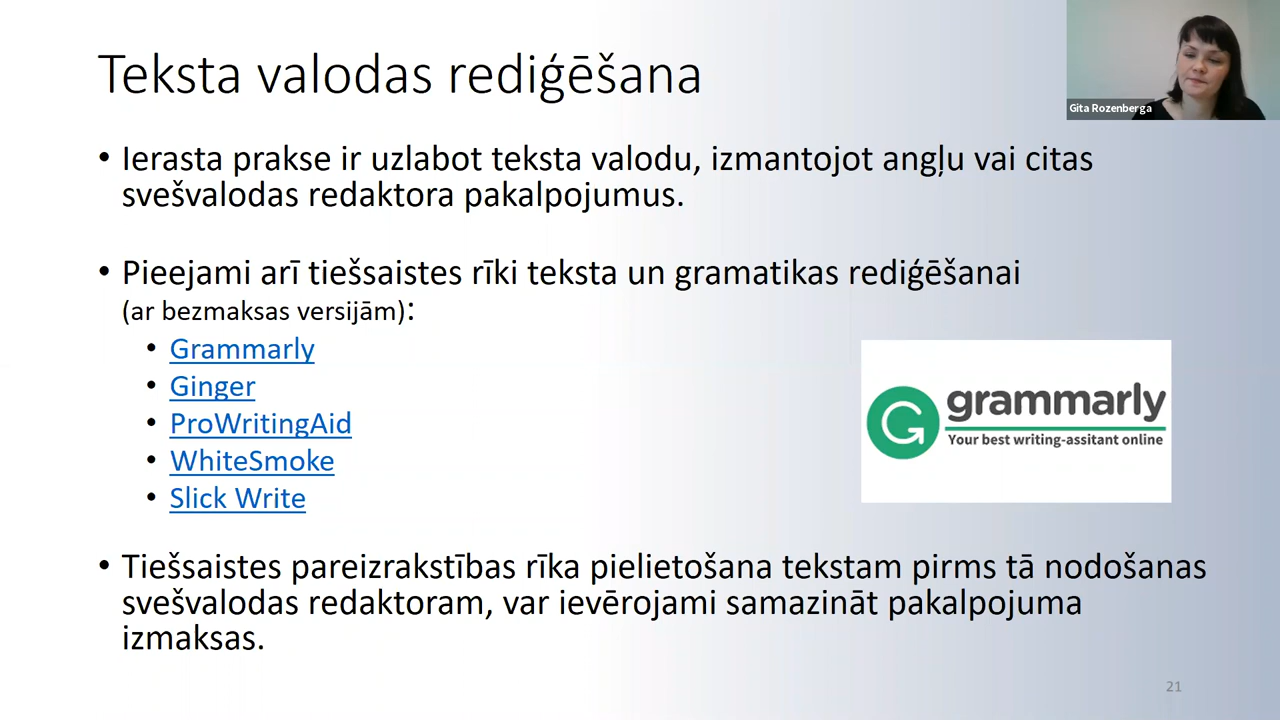 Teksta valodas rediģēšana
Gita Rozenberga
• Ierasta prakse ir uzlabot teksta valodu, izmantojot angļu vai citas
svešvalodas redaktora pakalpojumus.
• Pieejami arī tiešsaistes rīki teksta un gramatikas rediģēšanai
(ar bezmaksas versijām):
• Grammarly
• Ginger
• ProWritingAid
• WhiteSmoke
• Slick Write
grammarly
Your best writing-assitant online
• Tiešsaistes pareizrakstības rīka pielietošana tekstam pirms tā nodošanas
svešvalodas redaktoram, var ievērojami samazināt pakalpojuma
izmaksas.
21